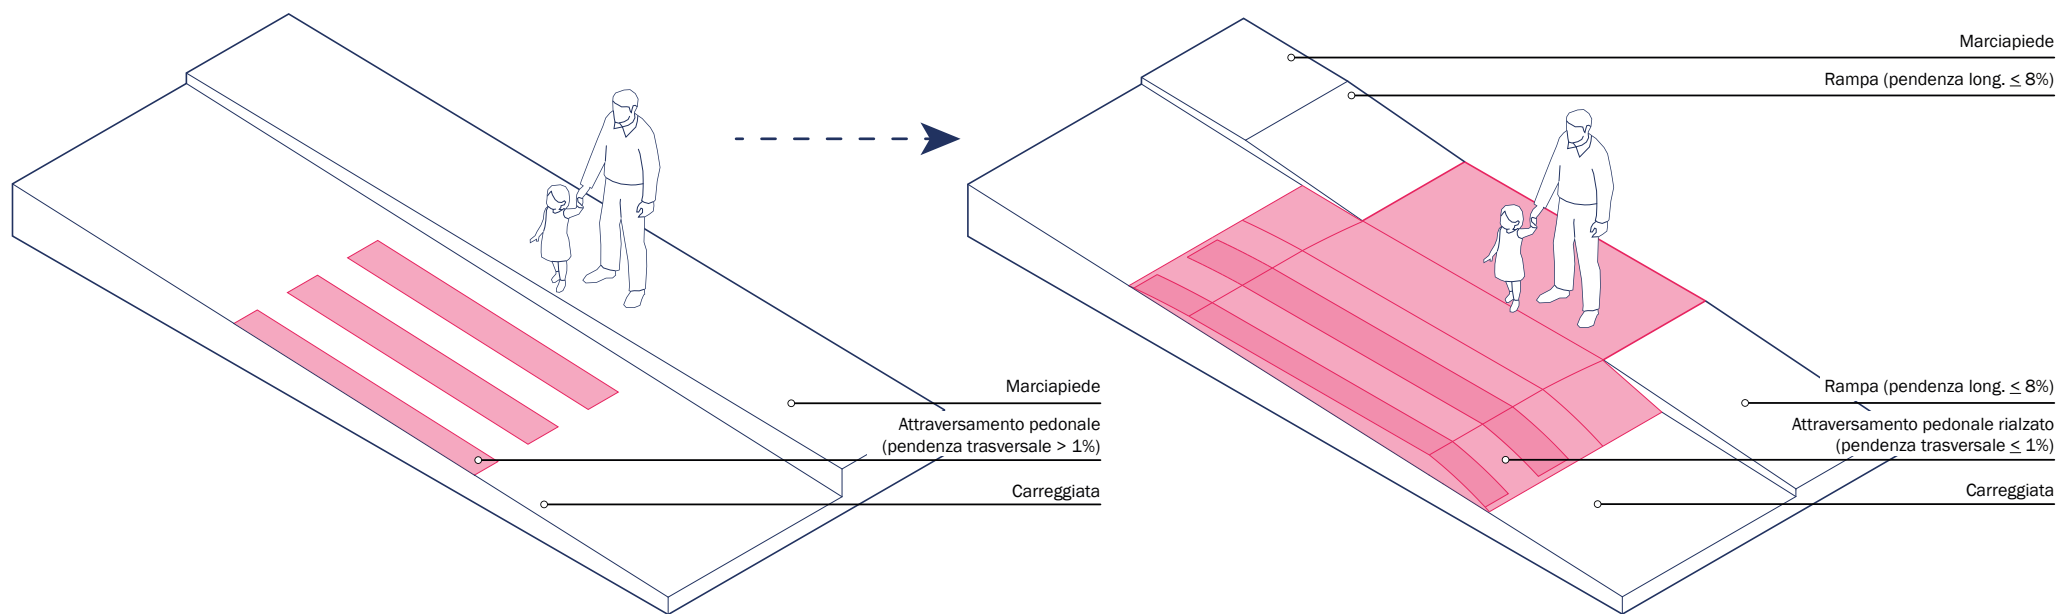 Marciapiede
Attraversamento pedonale
(pendenza trasversale > 1%)
Carreggiata
Marciapiede
Rampa (pendenza long. ≤ 8%)
Rampa (pendenza long. ≤ 8%)
Attraversamento pedonale rialzato
(pendenza trasversale ≤ 1%)
Carreggiata